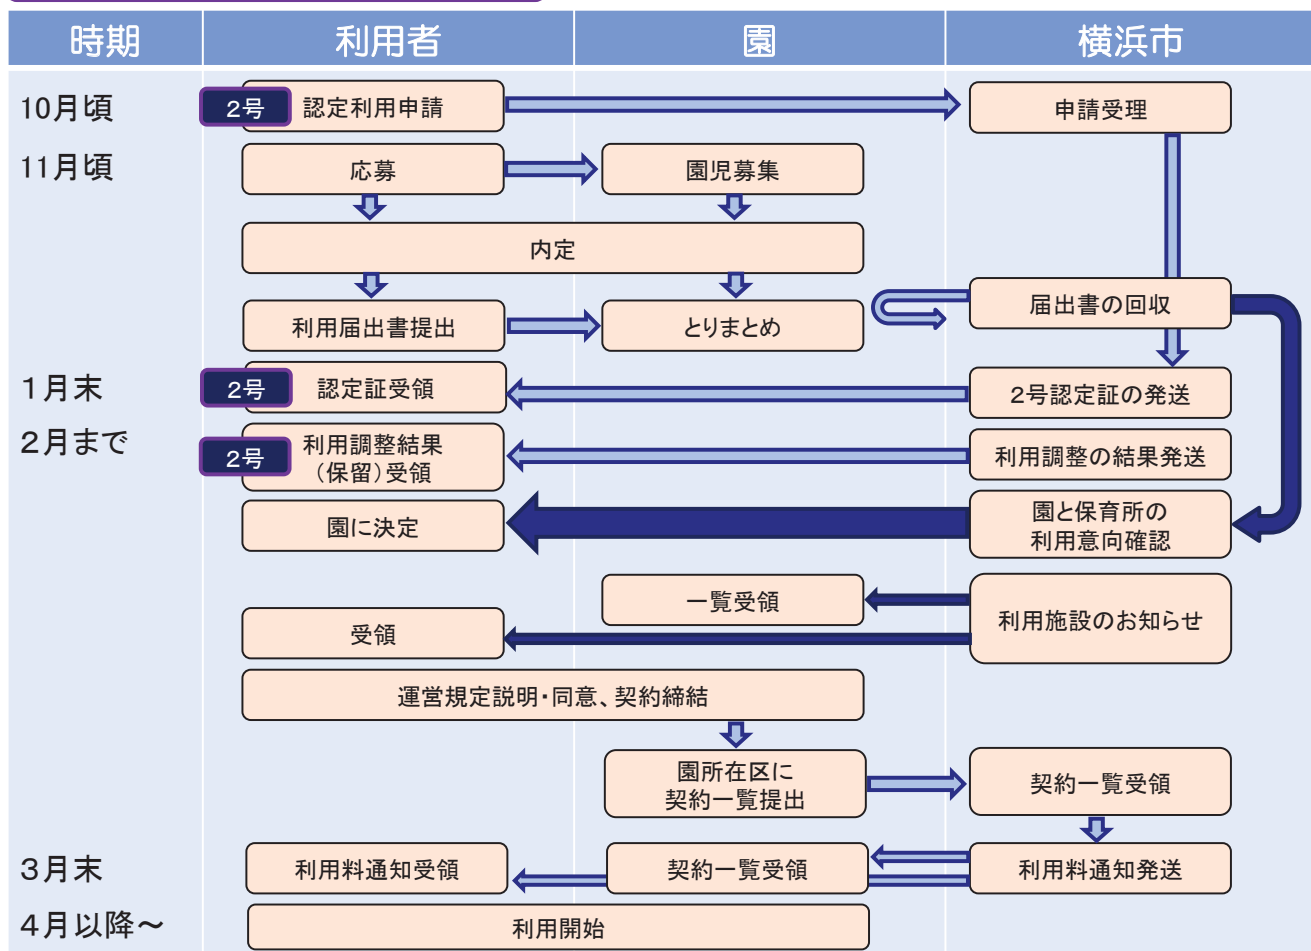 時期
利用者
園
横浜市
10月頃
2号
認定利用申請
申請受理
11月頃
応募
園児募集
内定
利用届出書提出
とりまとめ
届出書の回収
1月末
2号
認定証受領
2号認定証の発送
2月まで
2号
利用調整結果
(保留)受領
利用調整の結果発送
園に決定
園と保育所の
利用意向確認
一覧受領
利用施設のお知らせ
受領
運営規定説明・同意、契約締結
園所在区に
契約一覧提出
契約一覧受領
3月末
利用料通知受領
契約一覧受領
利用料通知発送
4月以降~
利用開始